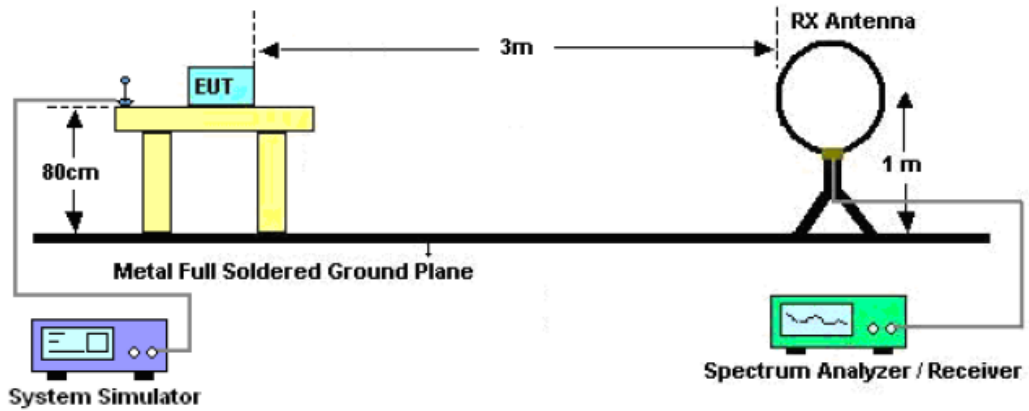 RX Antenna
3m
EUT
80cm
1 m
Metal Full Soldered Ground Plane
System Simulator
Spectrum Analyzer / Receiver